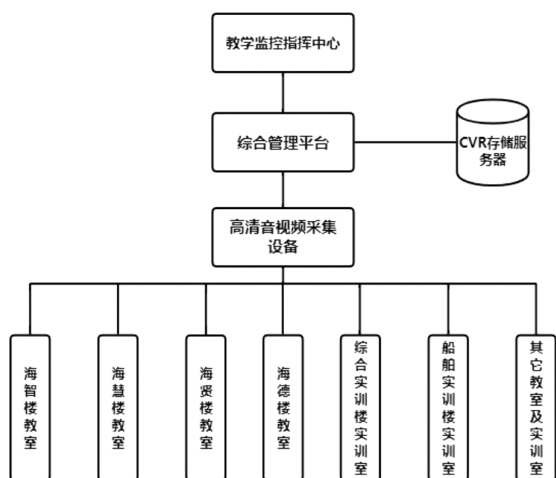 教学监控指挥中心
综合管理平台
CVR存储服
务器
高清音视频采集
设备
海智楼教室
海慧楼教室
海贤楼教室
海德楼教室
综合实训楼实训室
船舶实训楼实训室
其它教室及实训室